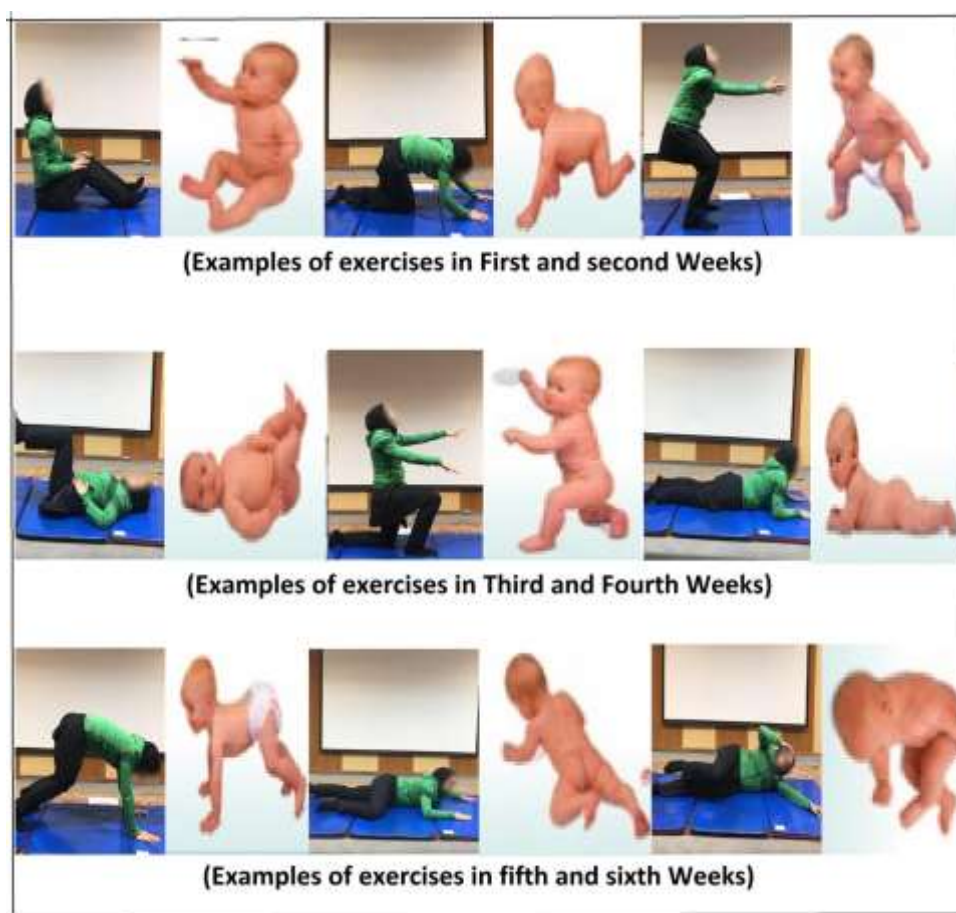 (Examples of exercises in First and second Weeks)
(Examples of exercises in Third and Fourth Weeks)
(Examples of exercises in fifth and sixth Weeks)